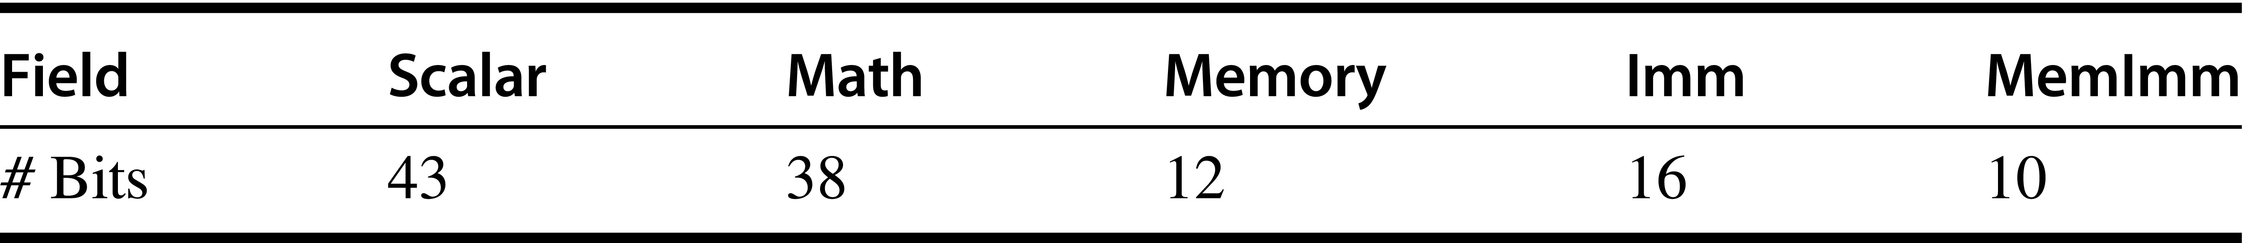 Field Scalar Math Memory Imm MemImm
# Bits 43 38 12 16 10